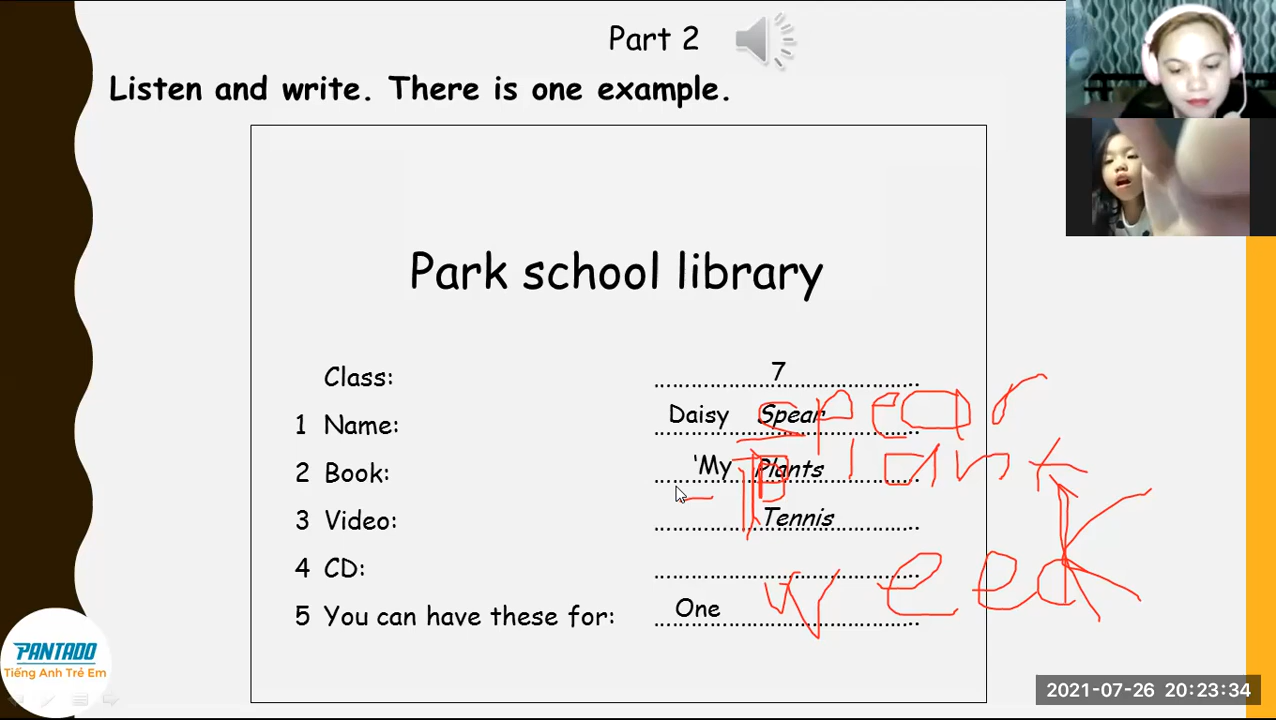 Part 2
Listen and write. There is one example.
Park school library
Class: 7
1 Name: Daisy Spear spear
2 Book: 'My Plants plant
3 Video: Tennis
4 CD:
5 You can have these for: One week
PANTADO
Tiếng Anh Trẻ Em
2021-07-26 20:23:34